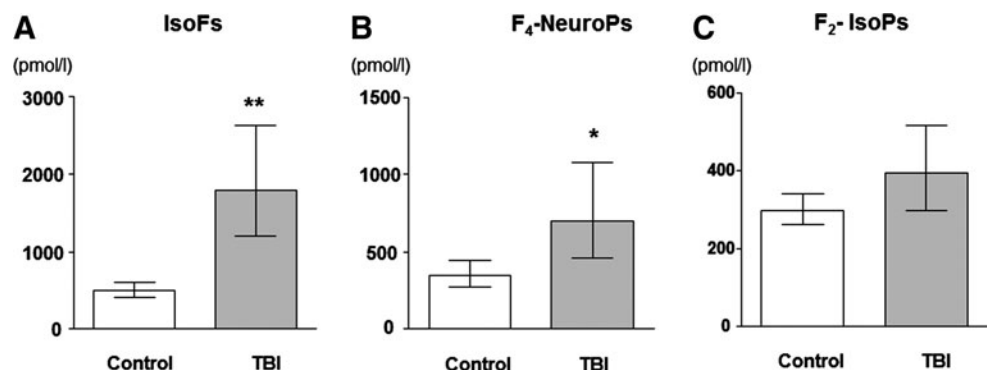 A IsoFs
(pmol/l)
3000
2000
1000
0
**
Control TBI
B F₄-NeuroPs
(pmol/l)
1500
1000
500
0
*
Control TBI
C F₂- IsoPs
(pmol/l)
600
400
200
0
Control TBI